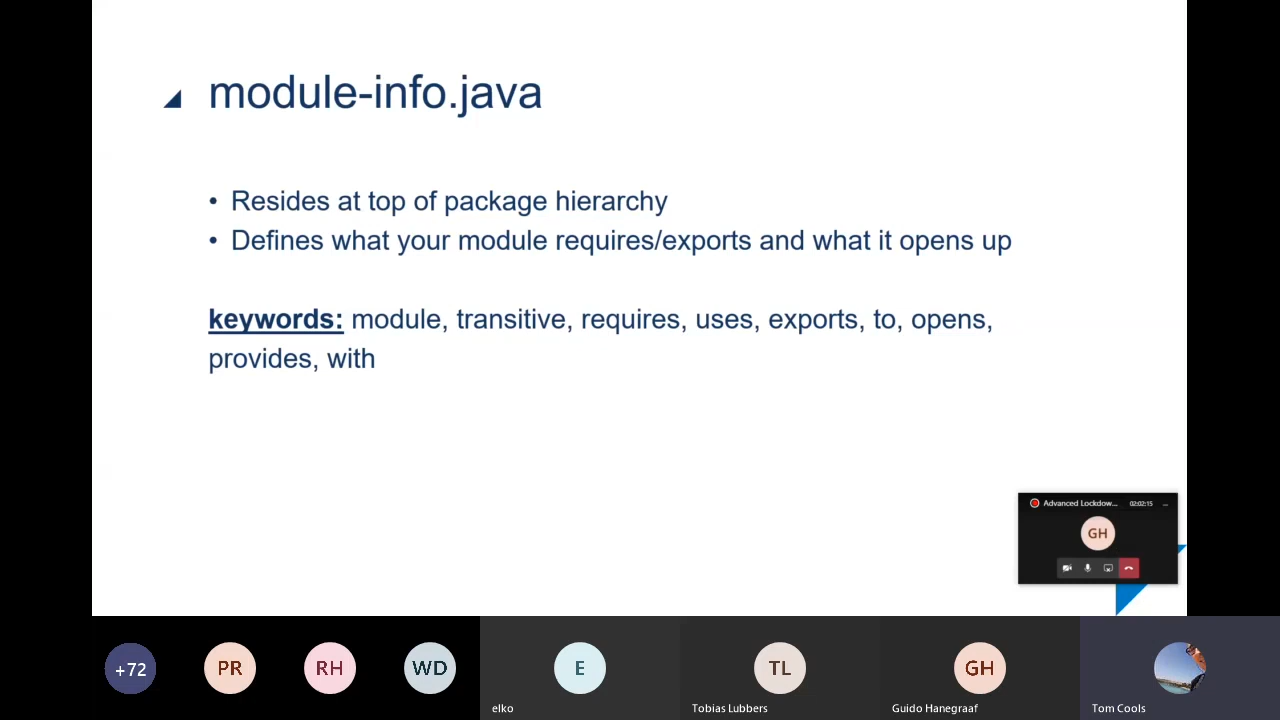 module-info.java
• Resides at top of package hierarchy
• Defines what your module requires/exports and what it opens up
keywords: module, transitive, requires, uses, exports, to, opens,
provides, with
Advanced Lockdow... 02:02:15 ...
GH
+72
PR
RH
WD
E
TL
GH
elko
Tobias Lubbers
Guido Hanegraaf
Tom Cools